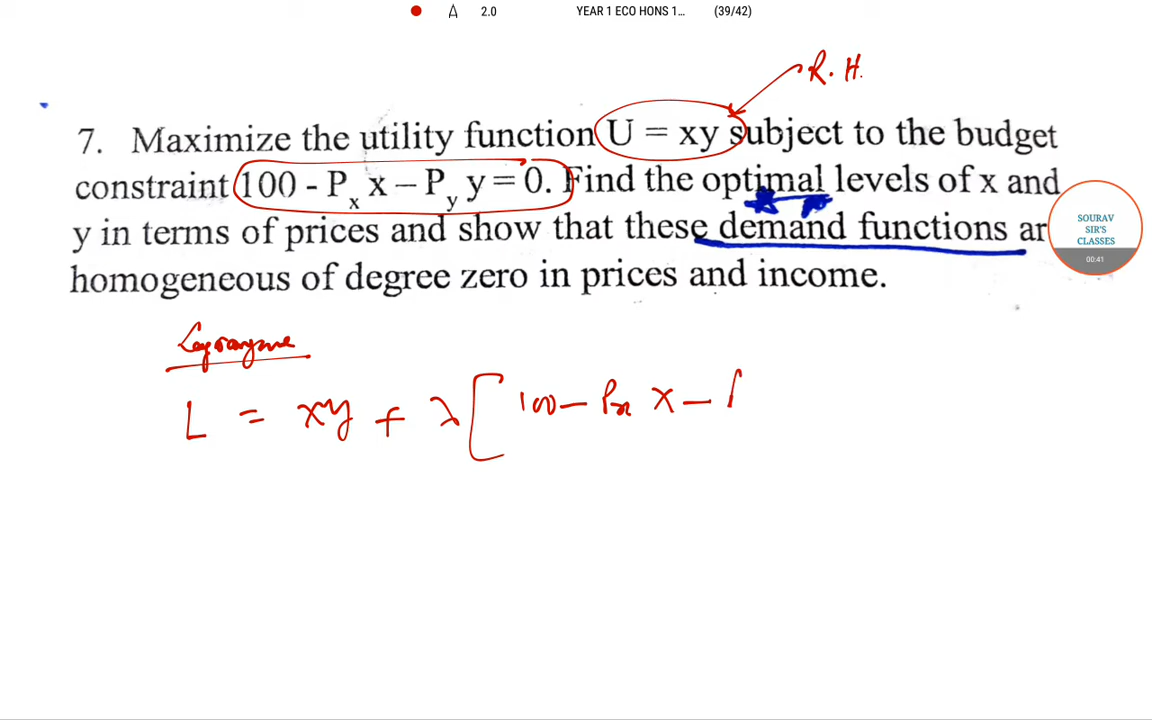 2.0 YEAR 1 ECO HONS 1... (39/42)
R.H.
7. Maximize the utility function U = xy subject to the budget
constraint 100 - Pₓ x – P_y y = 0. Find the optimal levels of x and
y in terms of prices and show that these demand functions ar
homogeneous of degree zero in prices and income.
SOURAV
SIR'S
CLASSES
00:41
Lagrange
L = xy + λ [ 100 - Pₓ x -